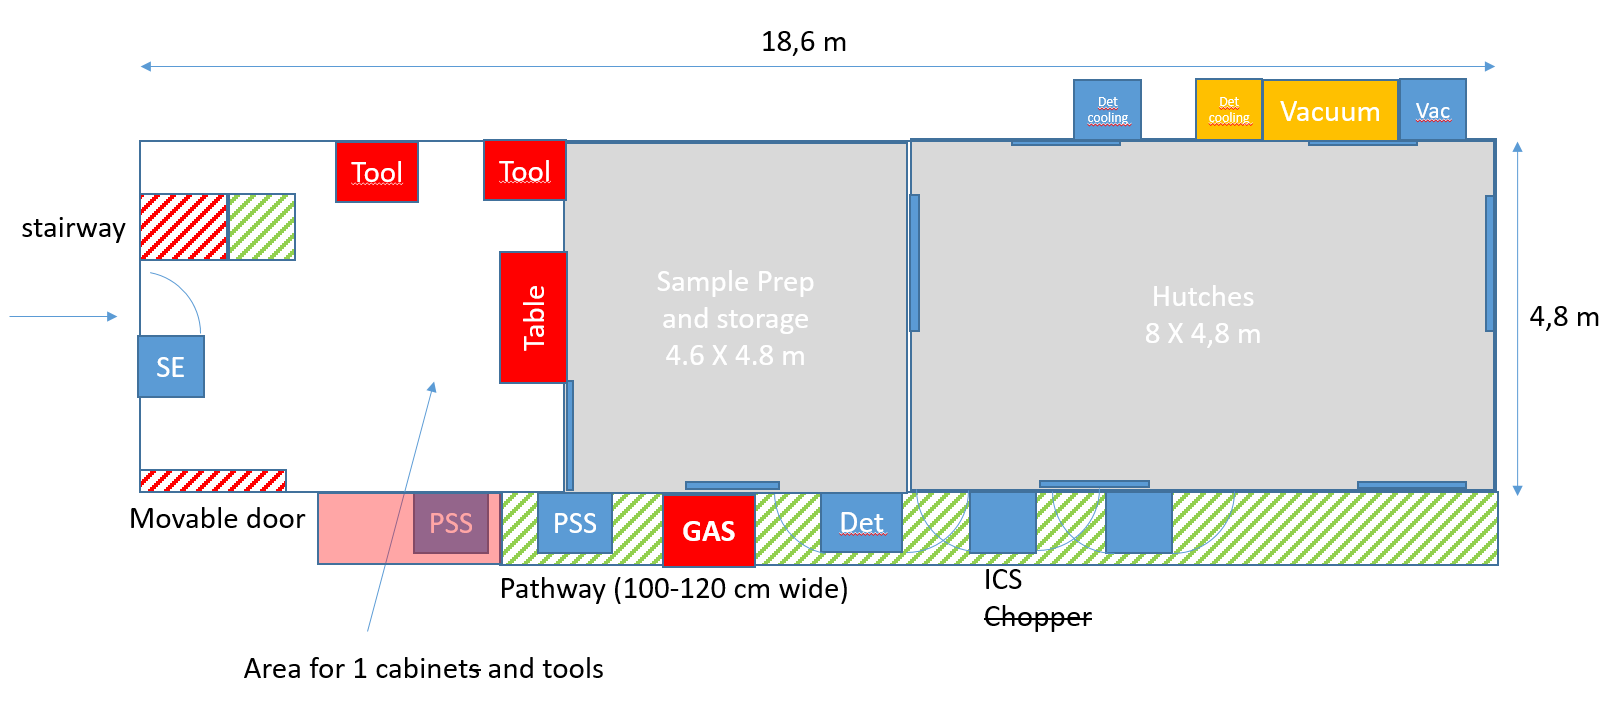 18,6 m
Det
cooling
Det
cooling
Vacuum
Vac
Tool
Tool
stairway
Table
Sample Prep
and storage
4.6 X 4.8 m
Hutches
8 X 4,8 m
4,8 m
SE
Movable door
PSS
PSS
GAS
Det
Pathway (100-120 cm wide)
ICS
Chopper
Area for 1 cabinets and tools